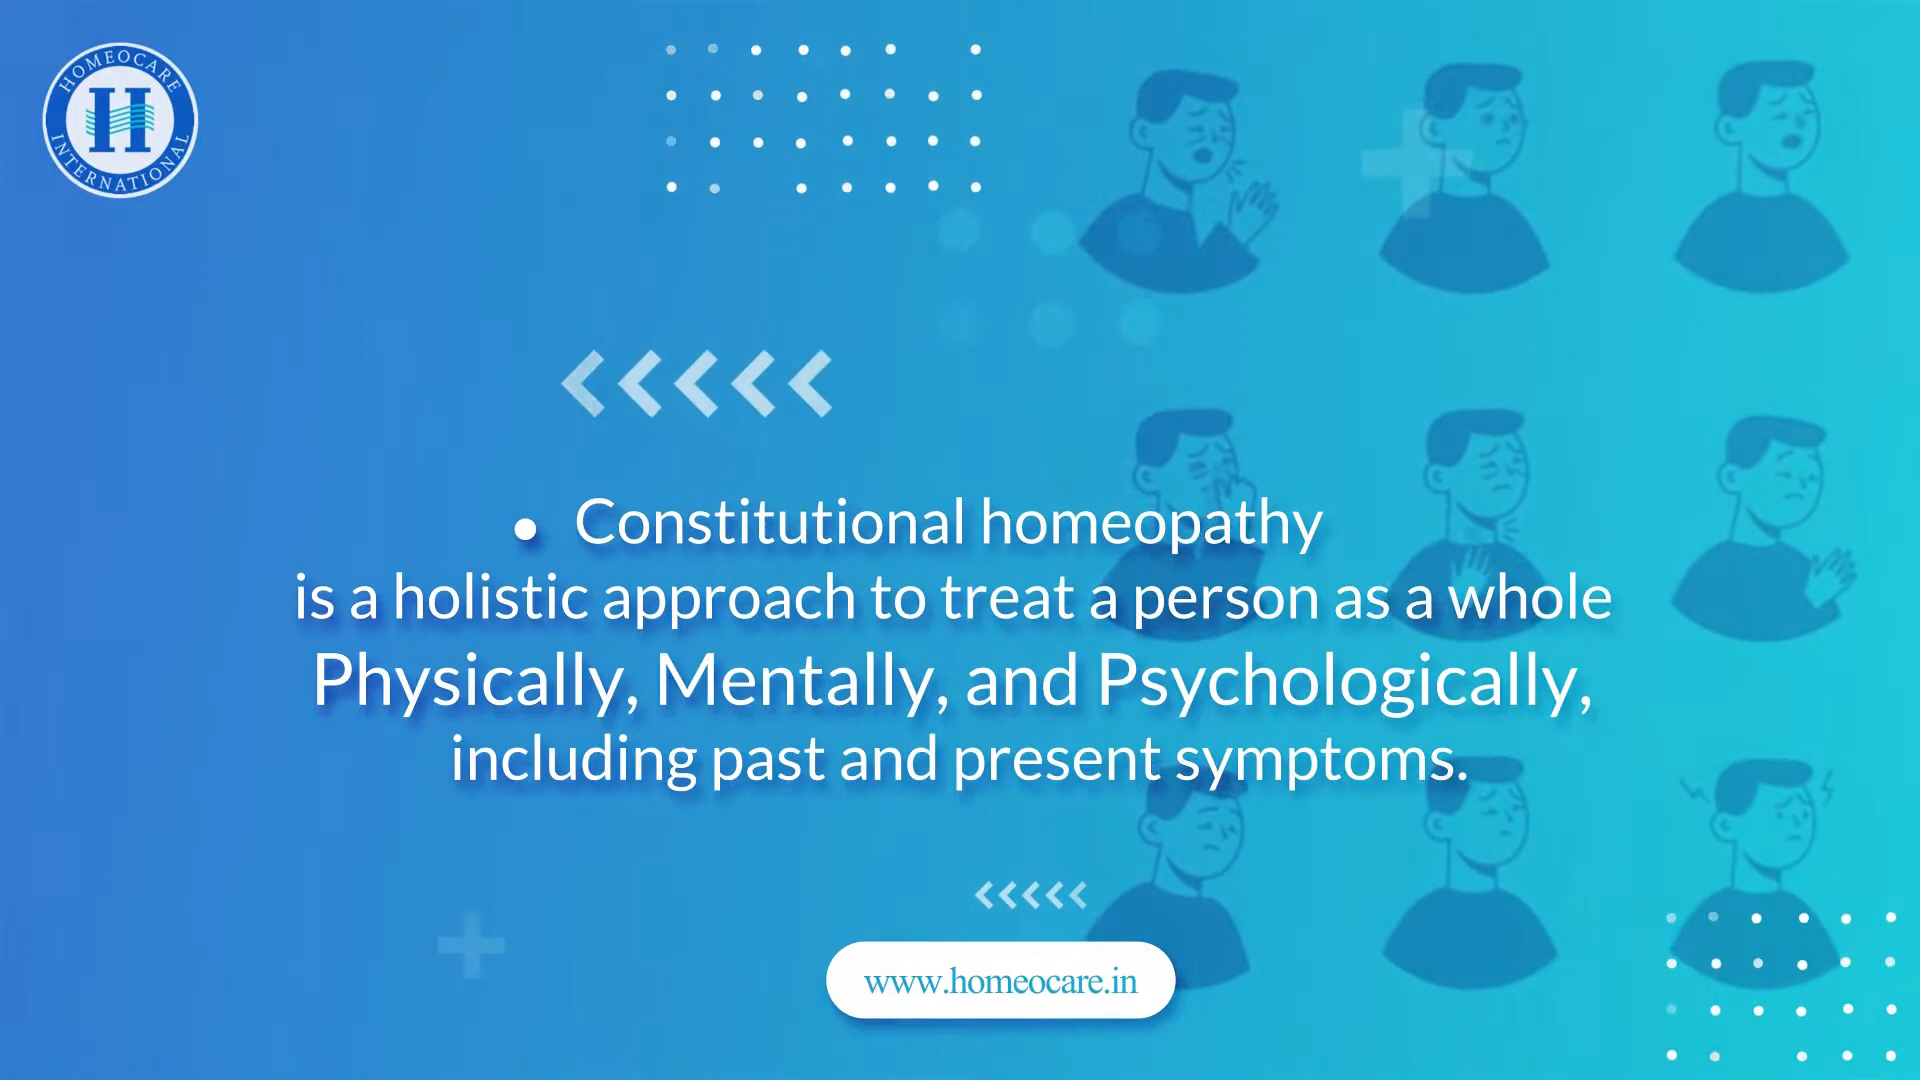 HOMEOCARE
INTERNATIONAL
• Constitutional homeopathy
is a holistic approach to treat a person as a whole
Physically, Mentally, and Psychologically,
including past and present symptoms.
www.homeocare.in